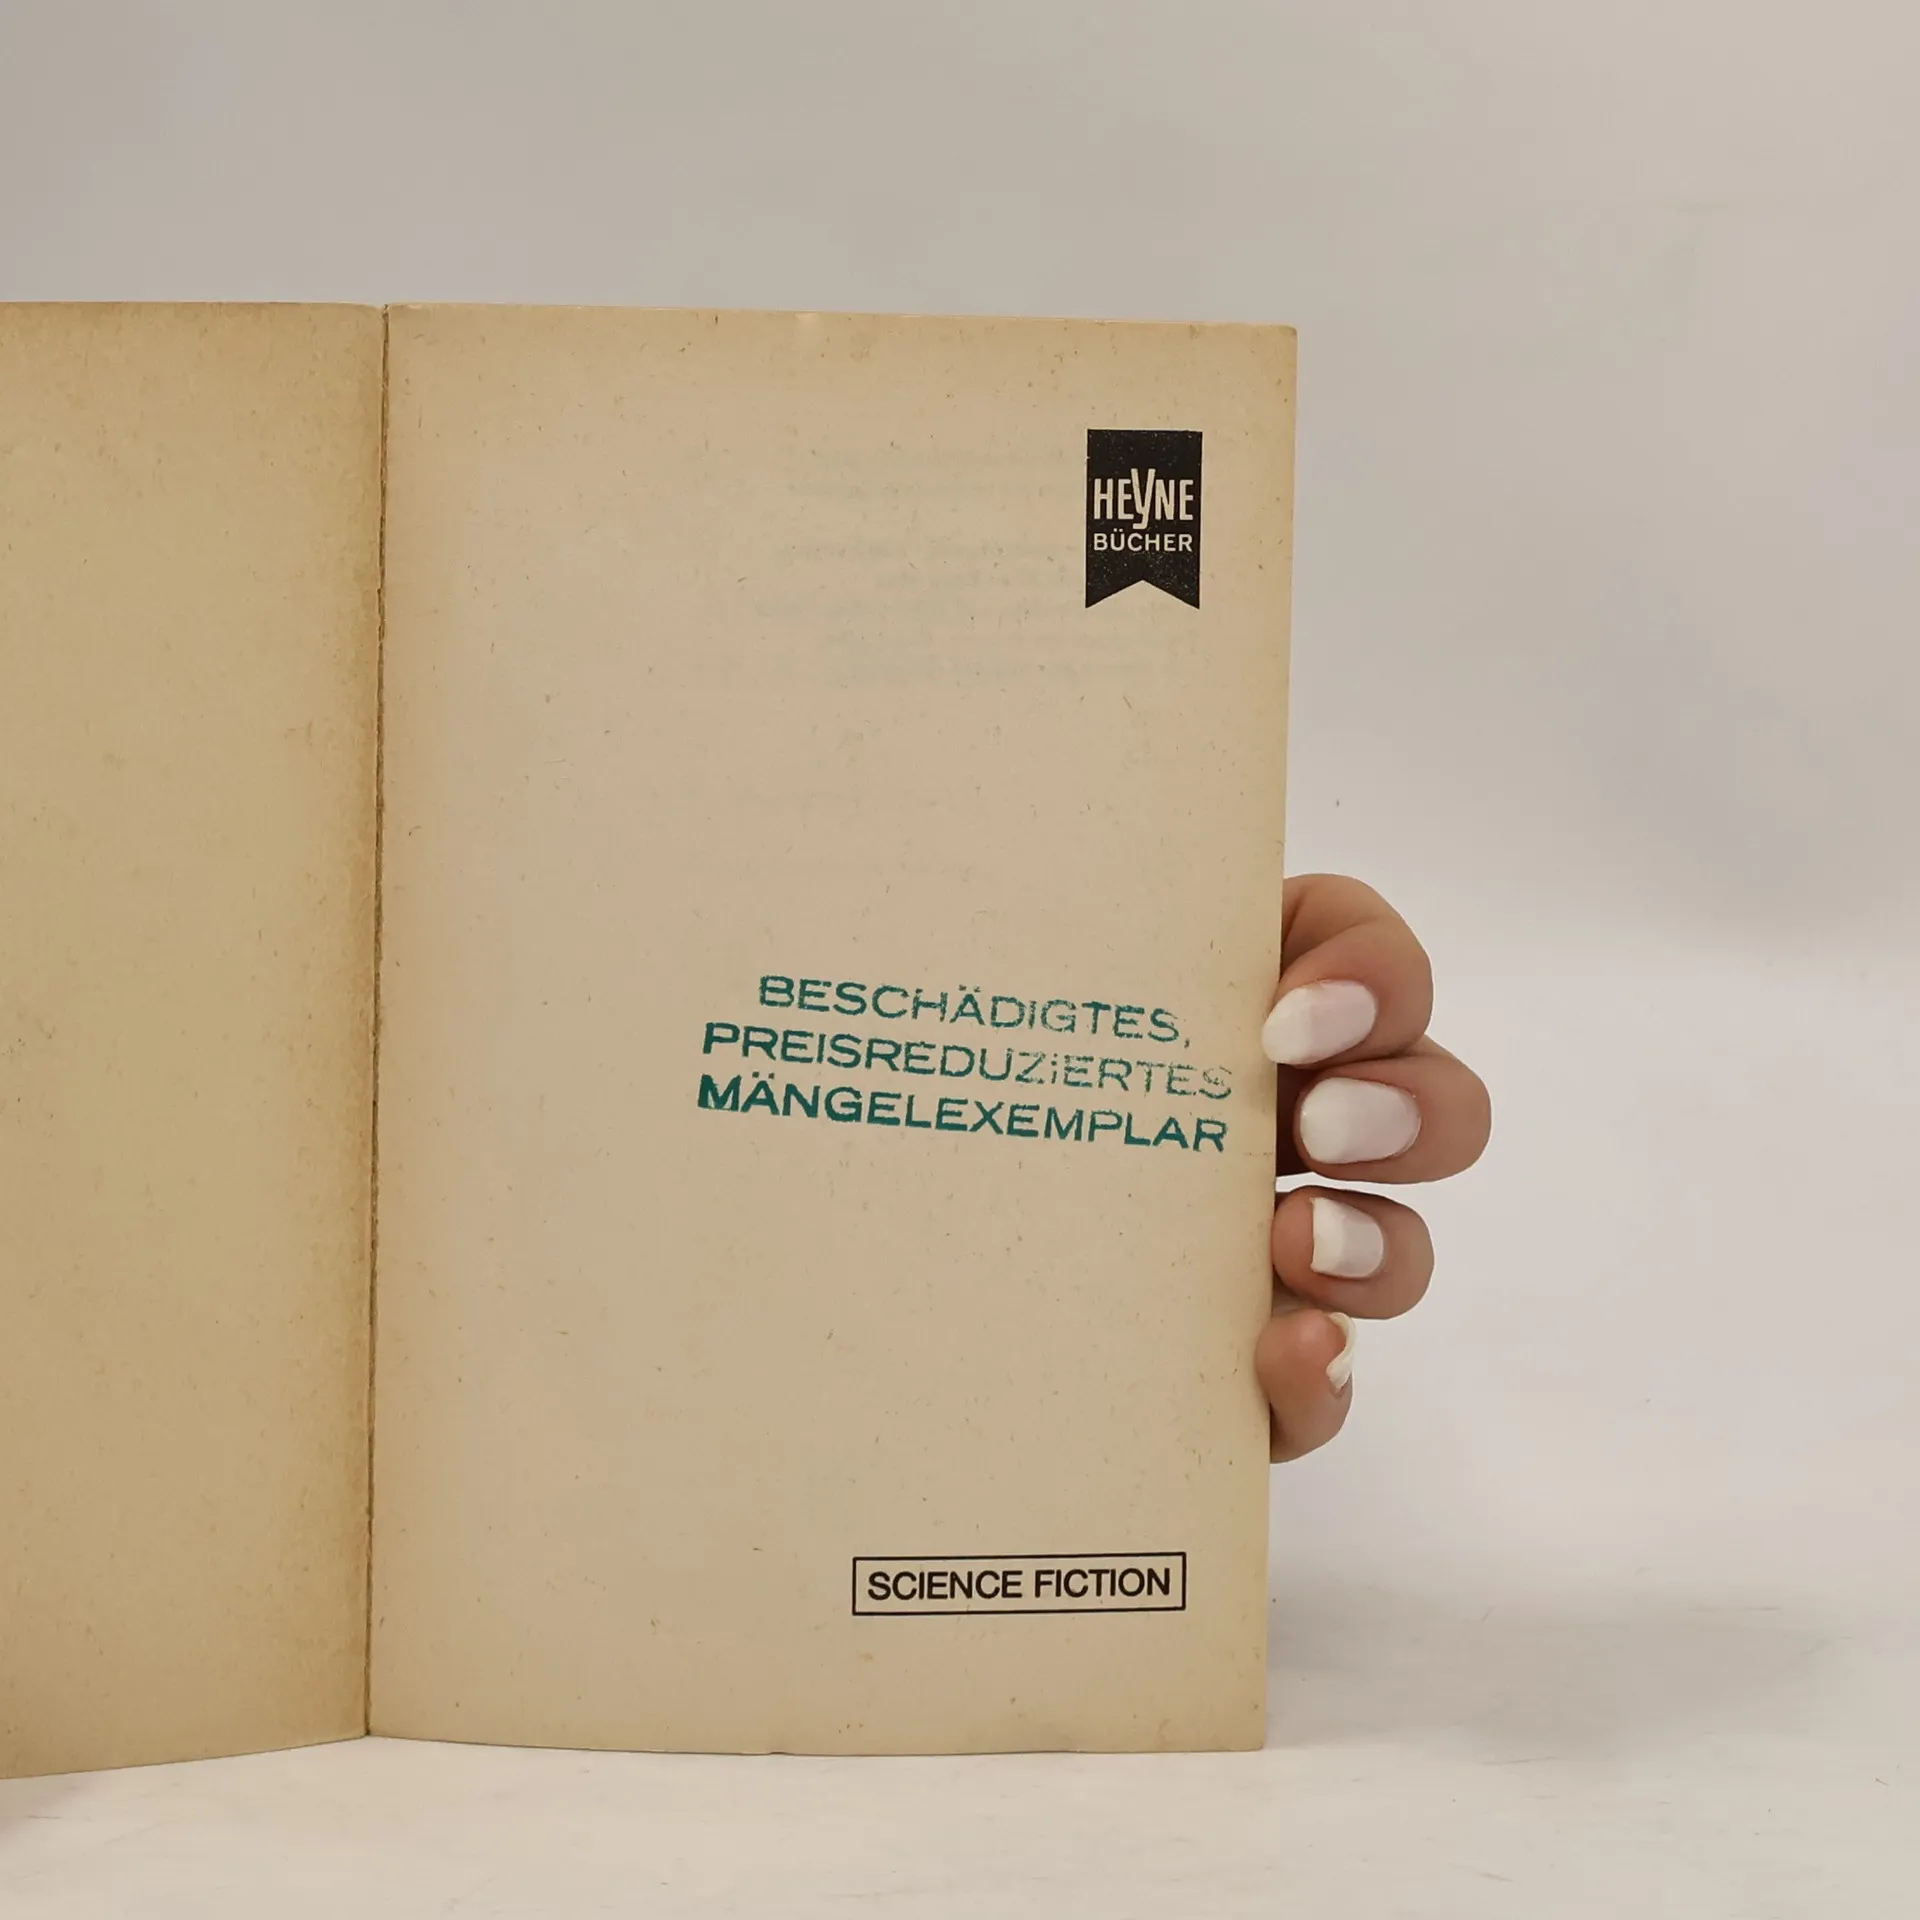 HEYNE
BÜCHER
BESCHÄDIGTES,
PREISREDUZIERTES
MÄNGELEXEMPLAR
SCIENCE FICTION